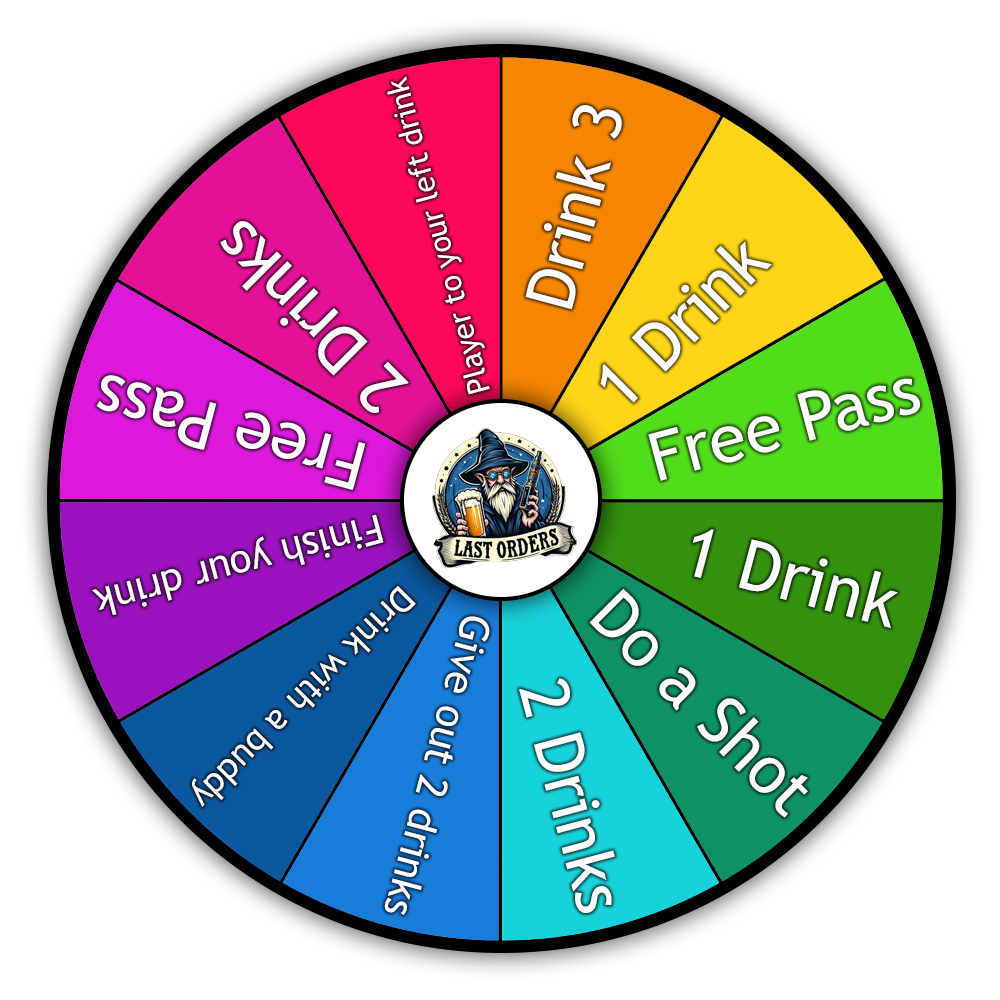 Drink 3
1 Drink
Free Pass
1 Drink
Do a Shot
2 Drinks
Give out 2 drinks
Drink with a buddy
Finish your drink
Free Pass
2 Drinks
Player to your left drink
LAST ORDERS